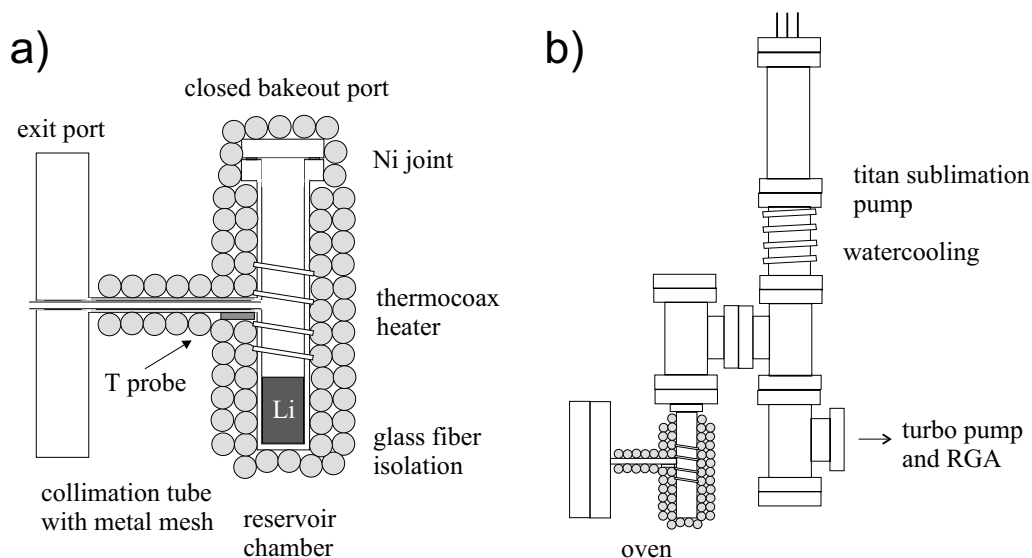 a)
closed bakeout port
exit port
Ni joint
thermocoax
heater
T probe
Li
glass fiber
isolation
collimation tube
with metal mesh
reservoir
chamber
b)
titan sublimation
pump
watercooling
turbo pump
and RGA
oven